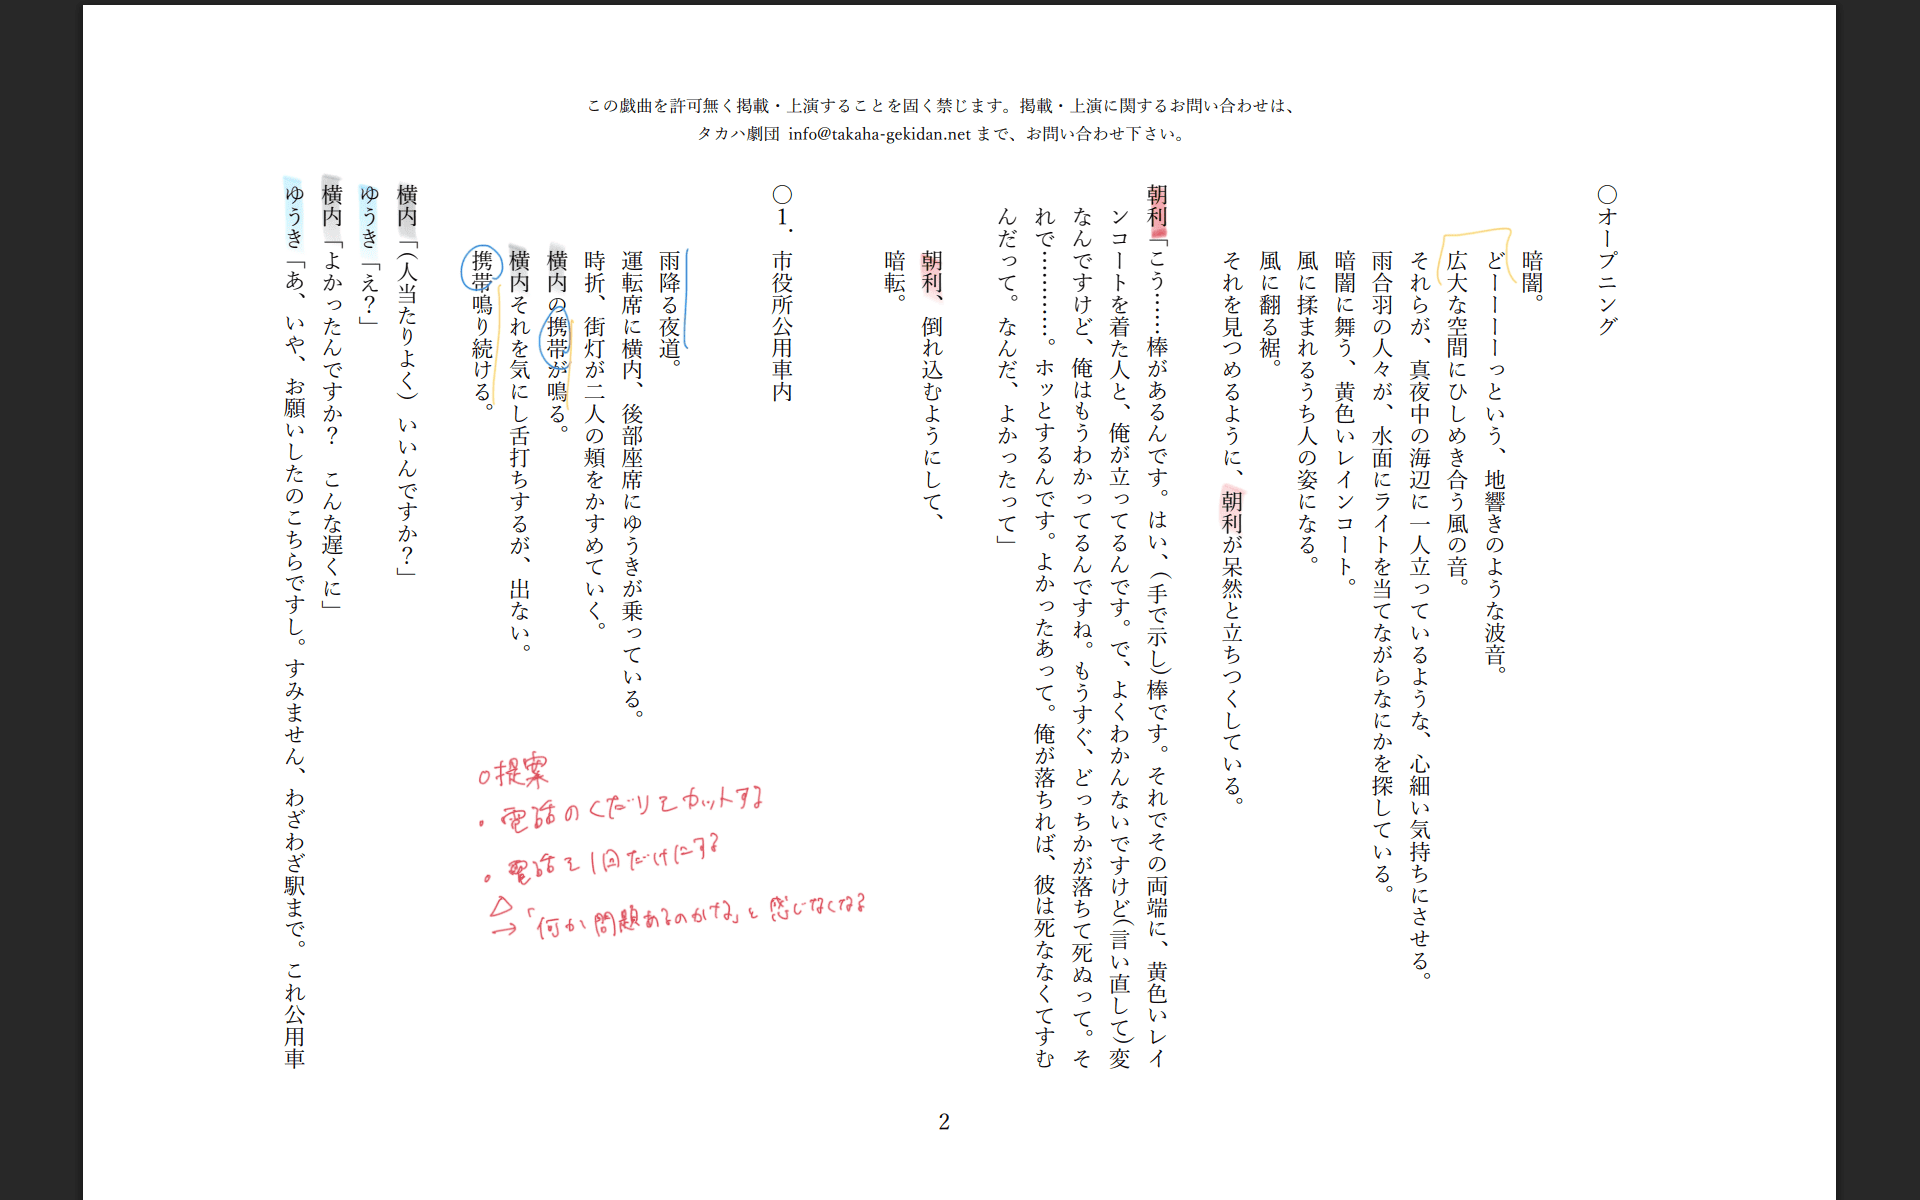 この戯曲を許可無く掲載・上演することを固く禁じます。掲載・上演に関するお問い合わせは、
タカハ劇団 info@takaha-gekidan.net まで、お問い合わせ下さい。
〇オープニング
暗闇。
どーーーーーっという、地響きのような波音。
広大な空間にひしめき合う風の音。
それらが、真夜中の海辺に一人立っているような、心細い気持ちにさせる。
雨合羽の人々が、水面にライトを当てながらなにかを探している。
暗闇に舞う、黄色いレインコート。
風に揉まれるうち人の姿になる。
風に翻る裾。
それを見つめるように、朝利が呆然と立ちつくしている。
朝利「こう……棒があるんです。はい、（手で示し）棒です。それでその両端に、黄色いレイ
ンコートを着た人と、俺が立ってるんです。で、よくわかんないですけど（言い直して）変
なんですけど、俺はもうわかってるんですね。もうすぐ、どっちかが落ちて死ぬって。そ
れで…………。ホッとするんです。よかったあって。俺が落ちれば、彼は死ななくてすむ
んだって。なんだ、よかったって」
朝利、倒れ込むようにして、
暗転。
〇１．市役所公用車内
雨降る夜道。
運転席に横内、後部座席にゆうきが乗っている。
時折、街灯が二人の頬をかすめていく。
横内の携帯が鳴る。
横内それを気にし舌打ちするが、出ない。
携帯鳴り続ける。
横内「（人当たりよく）いいんですか？」
ゆうき「え？」
横内「よかったんですか？　こんな遅くに」
ゆうき「あ、いや、お願いしたのこちらですし。すみません、わざわざ駅まで。これ公用車
○提案
・電話のくだりをカットする
・電話を1回だけにする
△
→「何か問題あるのかな」と感じなくなる
2